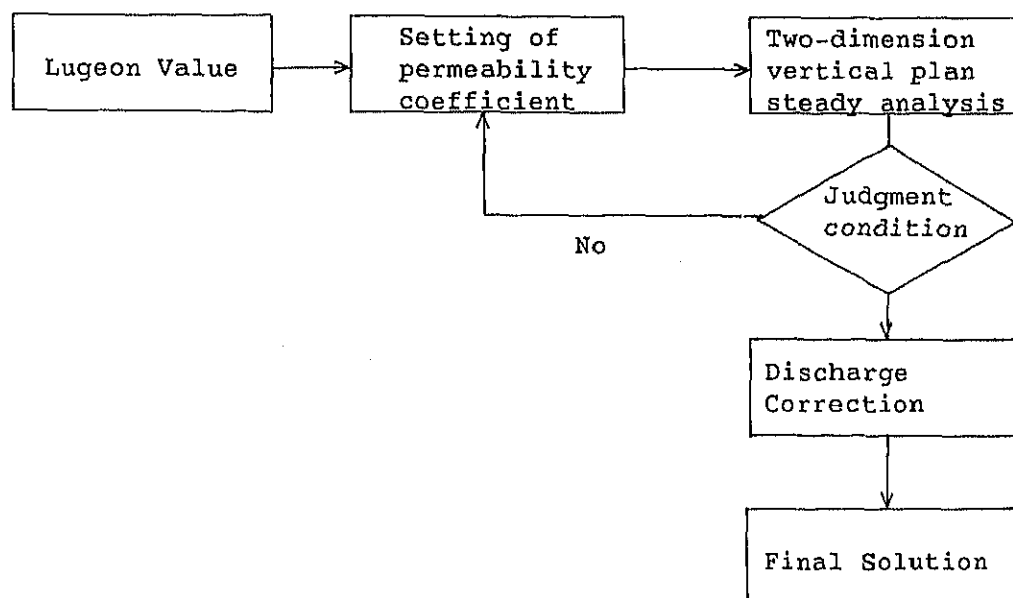 Lugeon Value
Setting of
permeability
coefficient
Two-dimension
vertical plan
steady analysis
Judgment
condition
No
Discharge
Correction
Final Solution